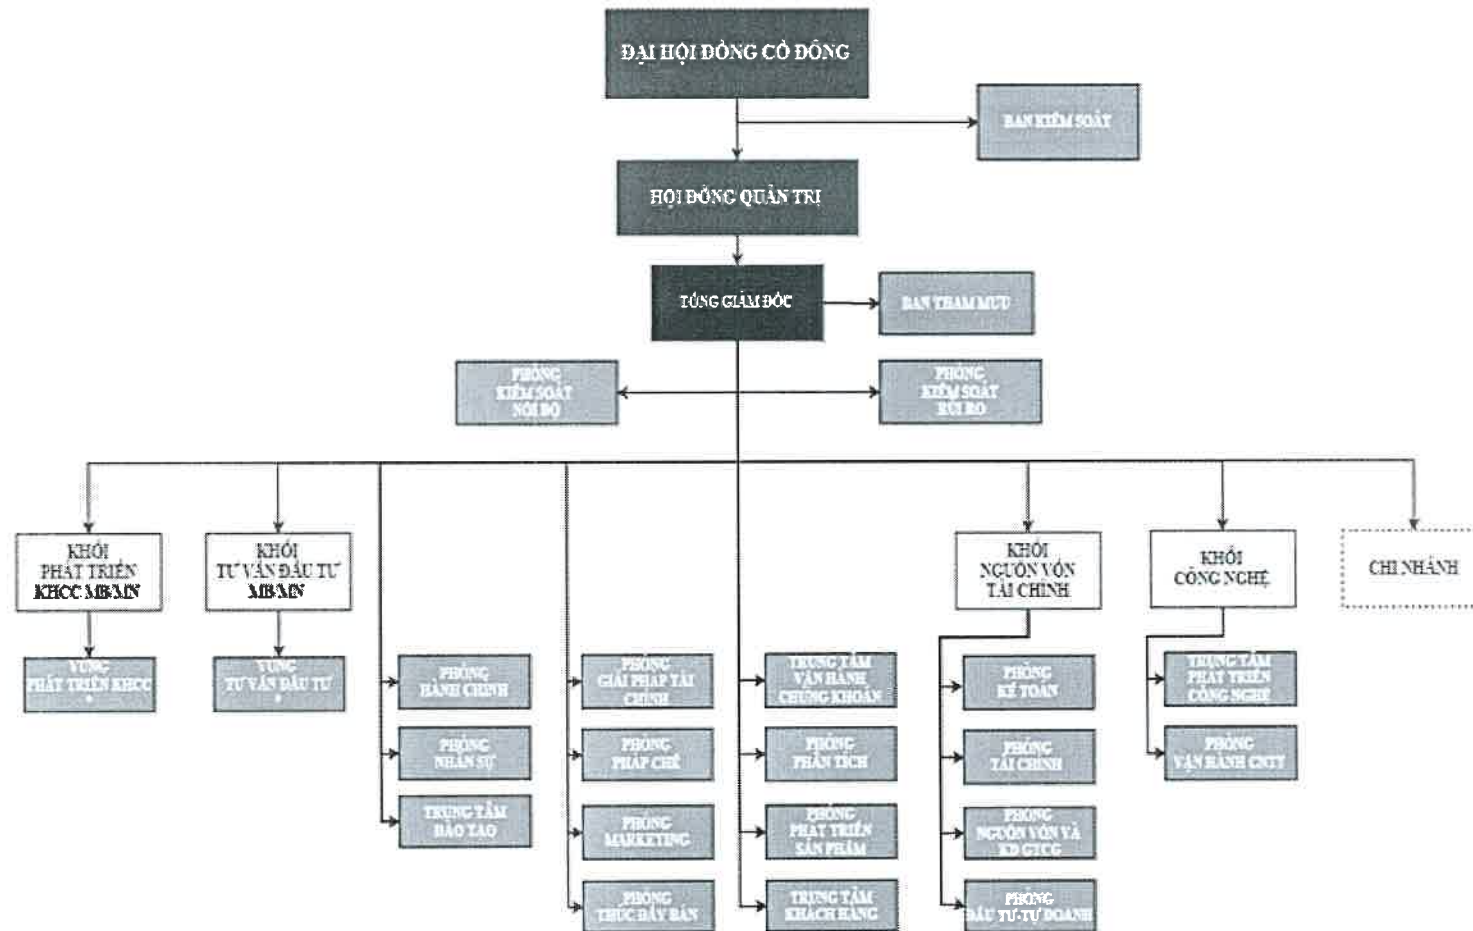 ĐẠI HỘI ĐỒNG CỔ ĐÔNG
BAN KIỂM SOÁT
HỘI ĐỒNG QUẢN TRỊ
TỔNG GIÁM ĐỐC
BAN THAM MƯU
PHÒNG
KIỂM SOÁT
NỘI BỘ
PHÒNG
KIỂM SOÁT
RỦI RO
KHỐI
PHÁT TRIỂN
KHCC MB/MN
KHỐI
TƯ VẤN ĐẦU TƯ
MB/MN
KHỐI
NGUỒN VỐN
TÀI CHÍNH
KHỐI
CÔNG NGHỆ
CHI NHÁNH
VÙNG
PHÁT TRIỂN KHCC
*
VÙNG
TƯ VẤN ĐẦU TƯ
*
PHÒNG
HÀNH CHÍNH
PHÒNG
NHÂN SỰ
TRUNG TÂM
ĐÀO TẠO
PHÒNG
GIẢI PHÁP TÀI
CHÍNH
PHÒNG
PHÁP CHẾ
PHÒNG
MARKETING
PHÒNG
THÚC ĐẨY BÁN
TRUNG TÂM
VẬN HÀNH
CHỨNG KHOÁN
PHÒNG
PHÂN TÍCH
PHÒNG
PHÁT TRIỂN
SẢN PHẨM
TRUNG TÂM
KHÁCH HÀNG
PHÒNG
KẾ TOÁN
PHÒNG
TÀI CHÍNH
PHÒNG
NGUỒN VỐN VÀ
KD GTCG
PHÒNG
ĐẦU TƯ-TỰ DOANH
TRUNG TÂM
PHÁT TRIỂN
CÔNG NGHỆ
PHÒNG
VẬN HÀNH CNTT